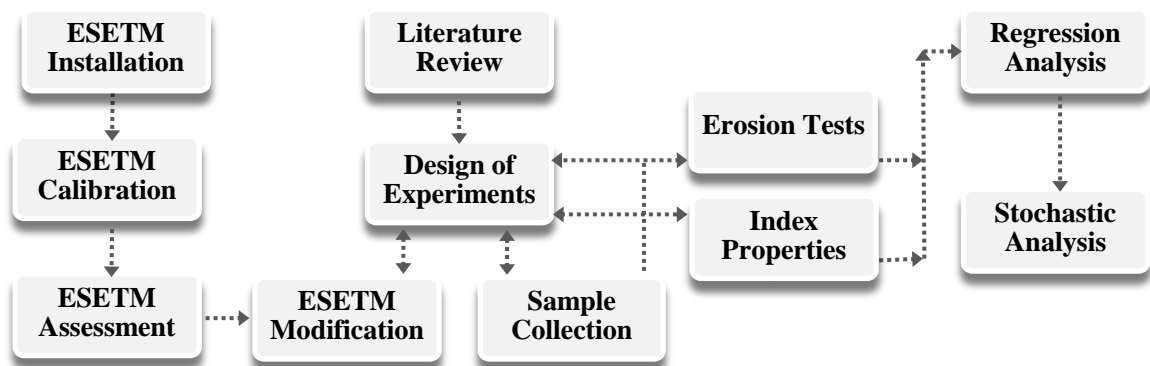 ESETM
Installation
ESETM
Calibration
ESETM
Assessment
ESETM
Modification
Literature
Review
Design of
Experiments
Sample
Collection
Erosion Tests
Index
Properties
Regression
Analysis
Stochastic
Analysis